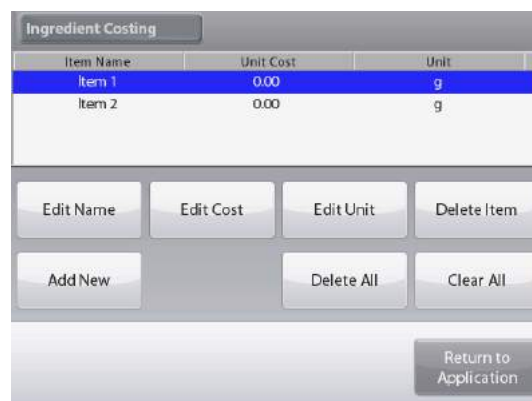 Ingredient Costing
Item Name Unit Cost Unit
Item 1 0.00 g
Item 2 0.00 g
Edit Name Edit Cost Edit Unit Delete Item
Add New Delete All Clear All
Return to
Application